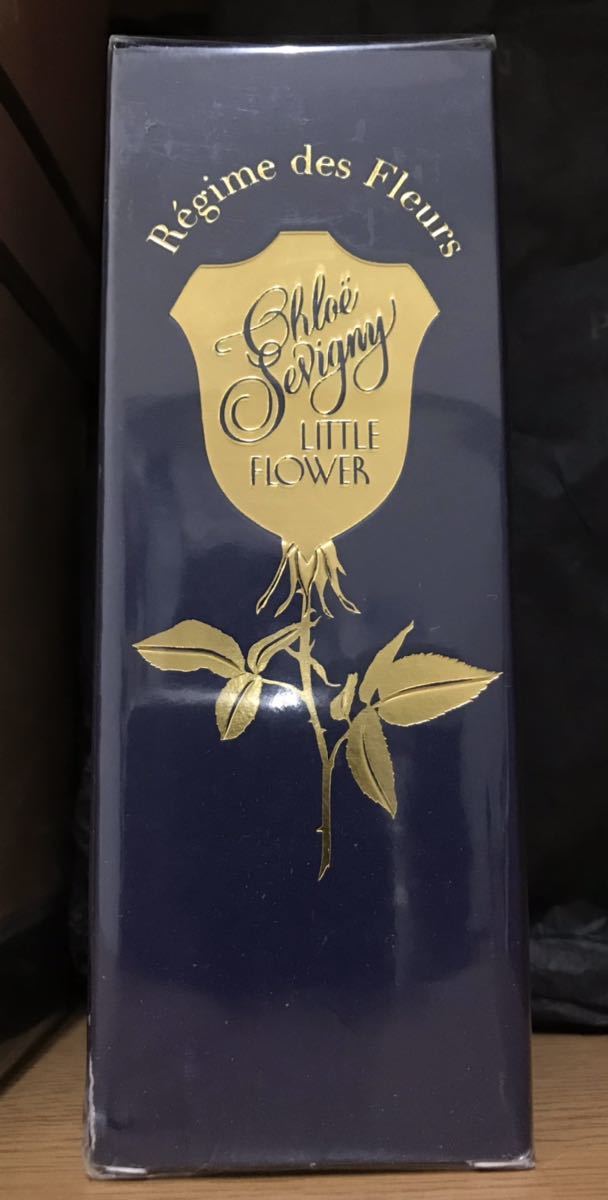 Régime des Fleurs
Chloë
Sevigny
LITTLE
FLOWER